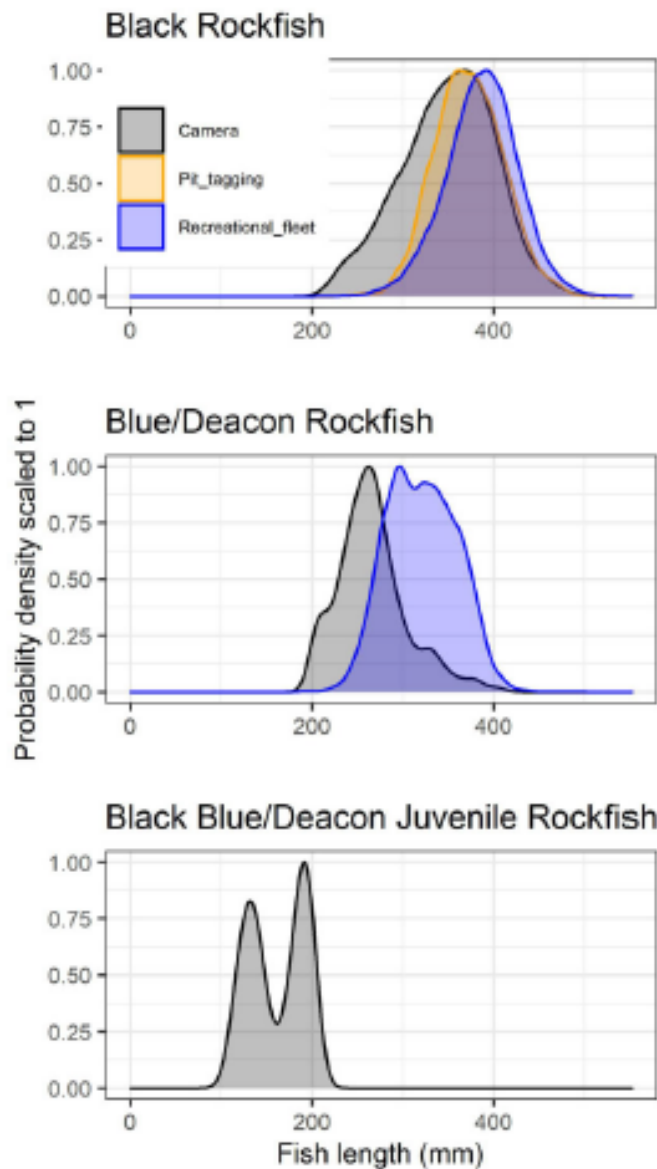 Black Rockfish
1.00
0.75
0.50
0.25
0.00
Camera
Pit_tagging
Recreational_fleet
0 200 400
Probability density scaled to 1
Blue/Deacon Rockfish
1.00
0.75
0.50
0.25
0.00
0 200 400
Black Blue/Deacon Juvenile Rockfish
1.00
0.75
0.50
0.25
0.00
0 200 400
Fish length (mm)